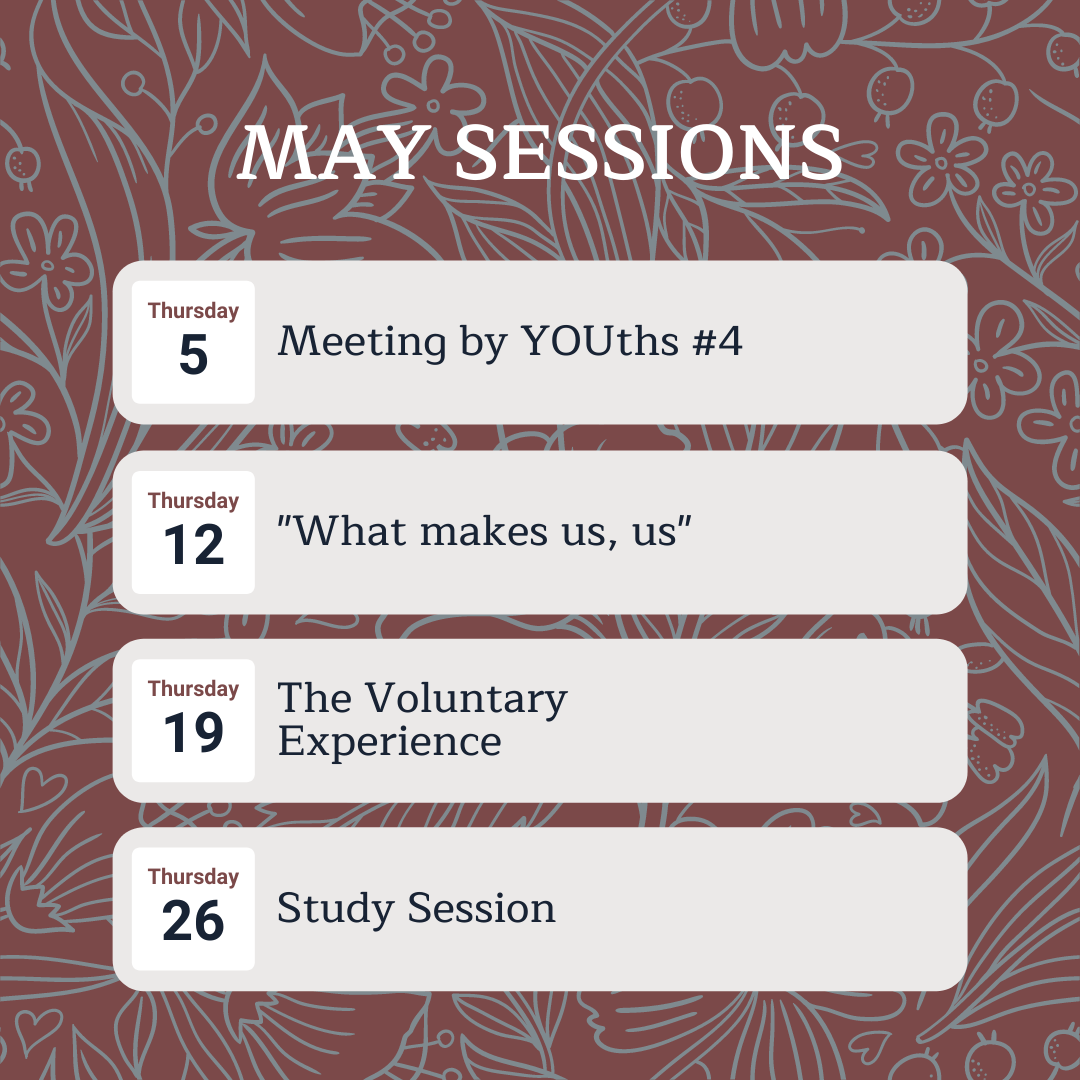 MAY SESSIONS
Thursday
5
Meeting by YOUths #4
Thursday
12
"What makes us, us"
Thursday
19
The Voluntary
Experience
Thursday
26
Study Session